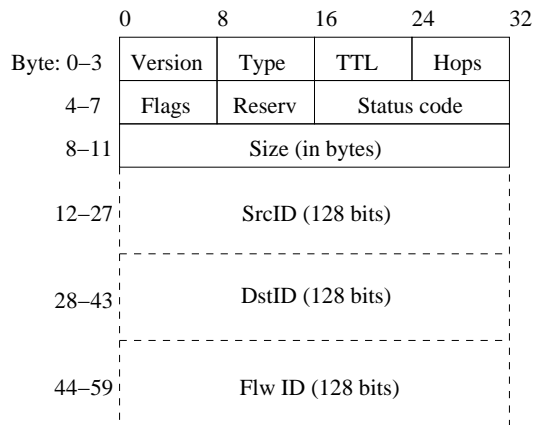 0 8 16 24 32
Byte: 0–3 Version Type TTL Hops
4–7 Flags Reserv Status code
8–11 Size (in bytes)
12–27 SrcID (128 bits)
28–43 DstID (128 bits)
44–59 Flw ID (128 bits)